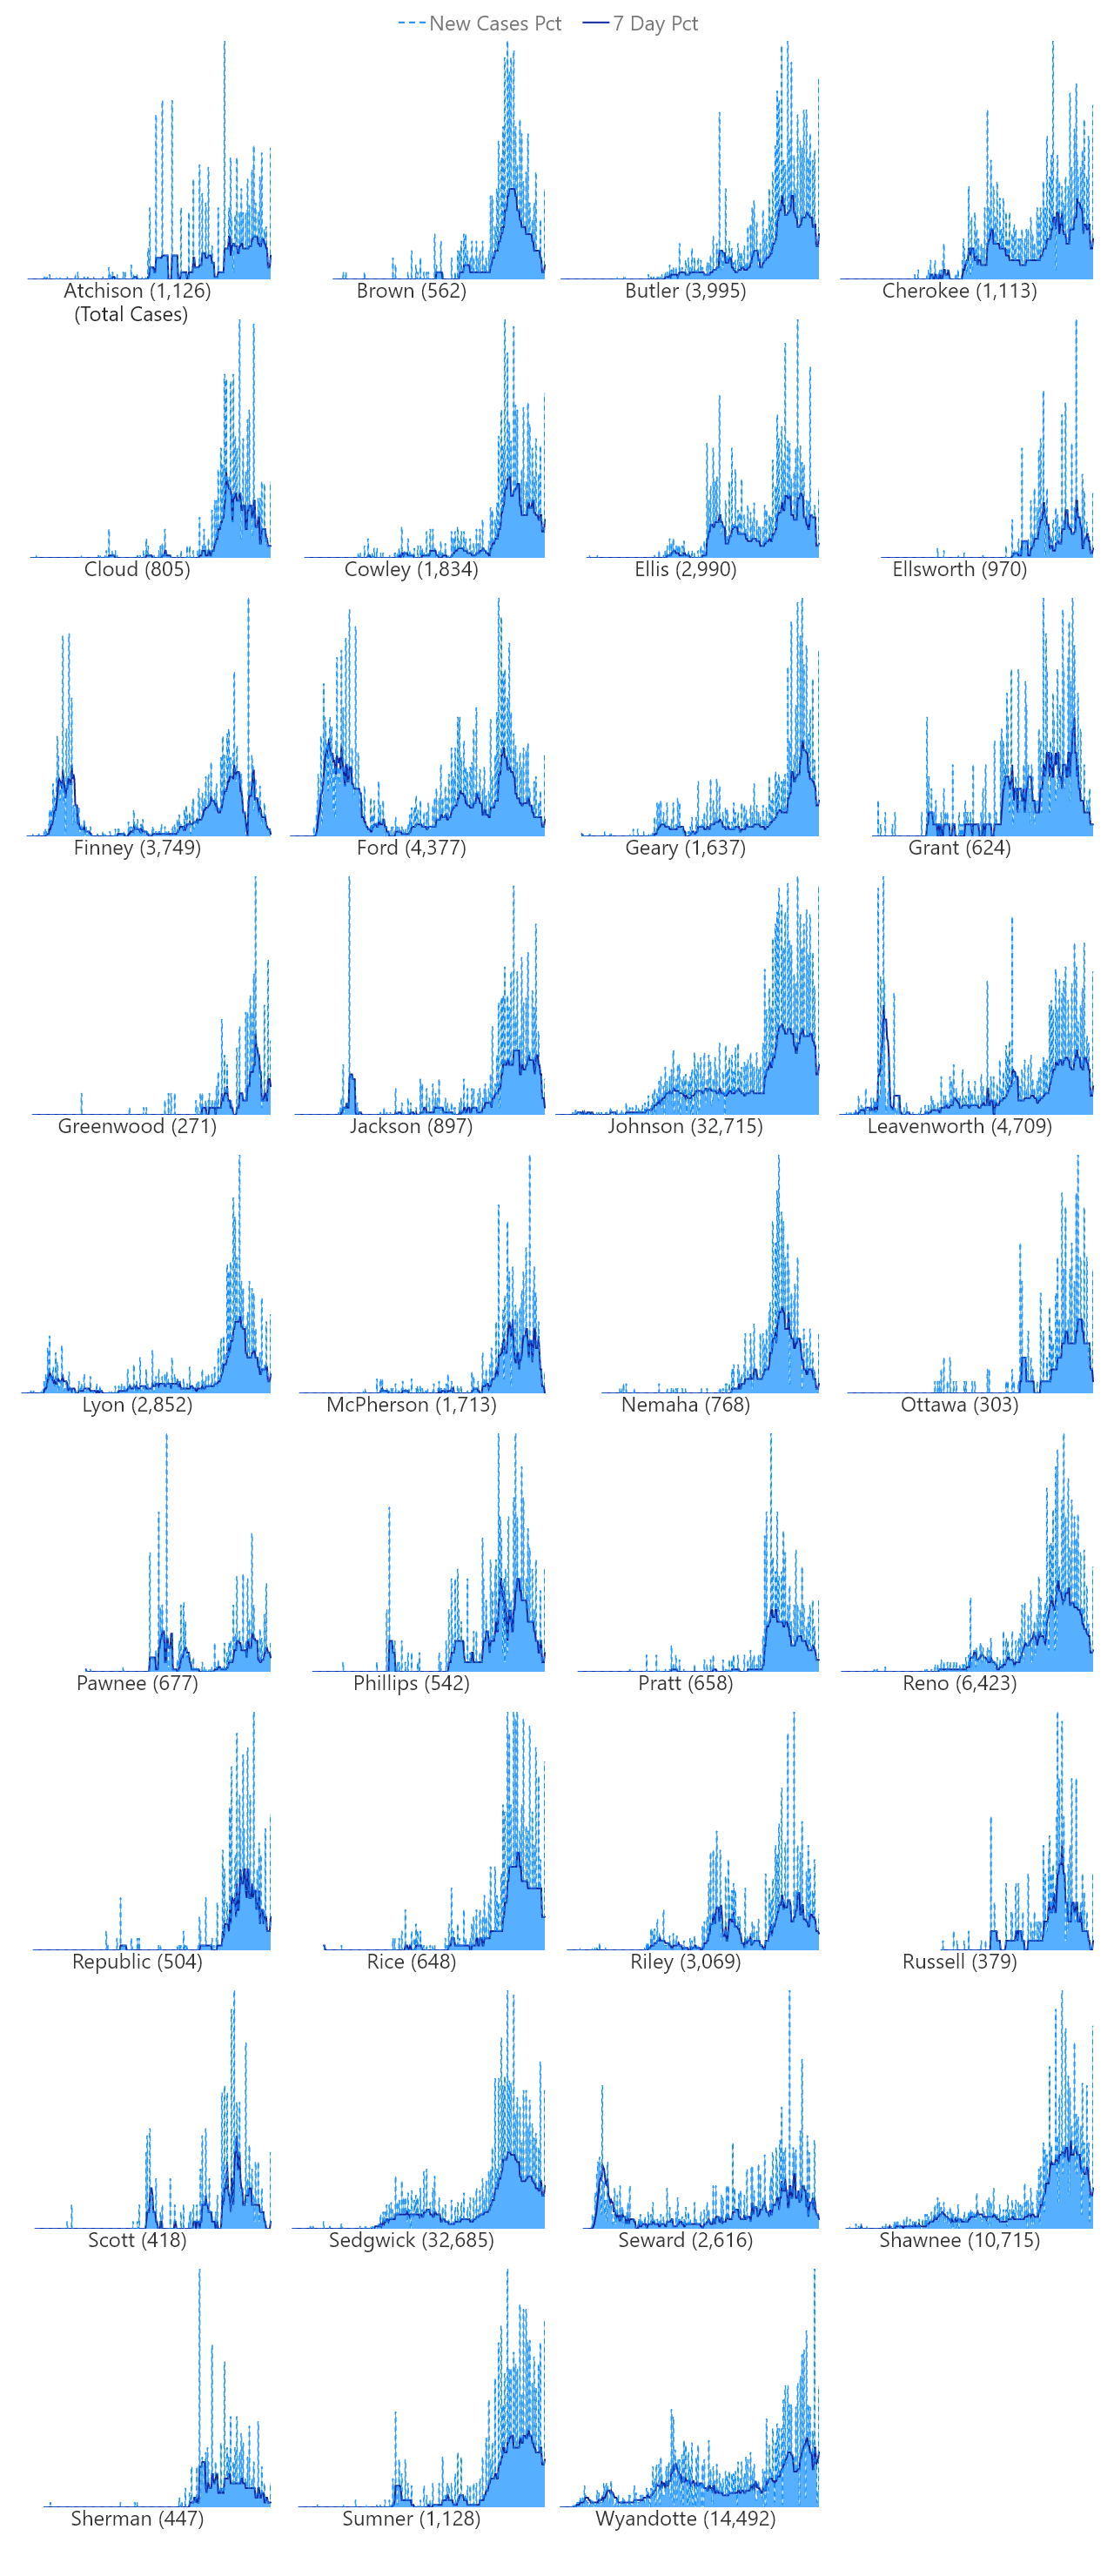 New Cases Pct 7 Day Pct
Atchison (1,126)
(Total Cases)
Brown (562)
Butler (3,995)
Cherokee (1,113)
Cloud (805)
Cowley (1,834)
Ellis (2,990)
Ellsworth (970)
Finney (3,749)
Ford (4,377)
Geary (1,637)
Grant (624)
Greenwood (271)
Jackson (897)
Johnson (32,715)
Leavenworth (4,709)
Lyon (2,852)
McPherson (1,713)
Nemaha (768)
Ottawa (303)
Pawnee (677)
Phillips (542)
Pratt (658)
Reno (6,423)
Republic (504)
Rice (648)
Riley (3,069)
Russell (379)
Scott (418)
Sedgwick (32,685)
Seward (2,616)
Shawnee (10,715)
Sherman (447)
Sumner (1,128)
Wyandotte (14,492)